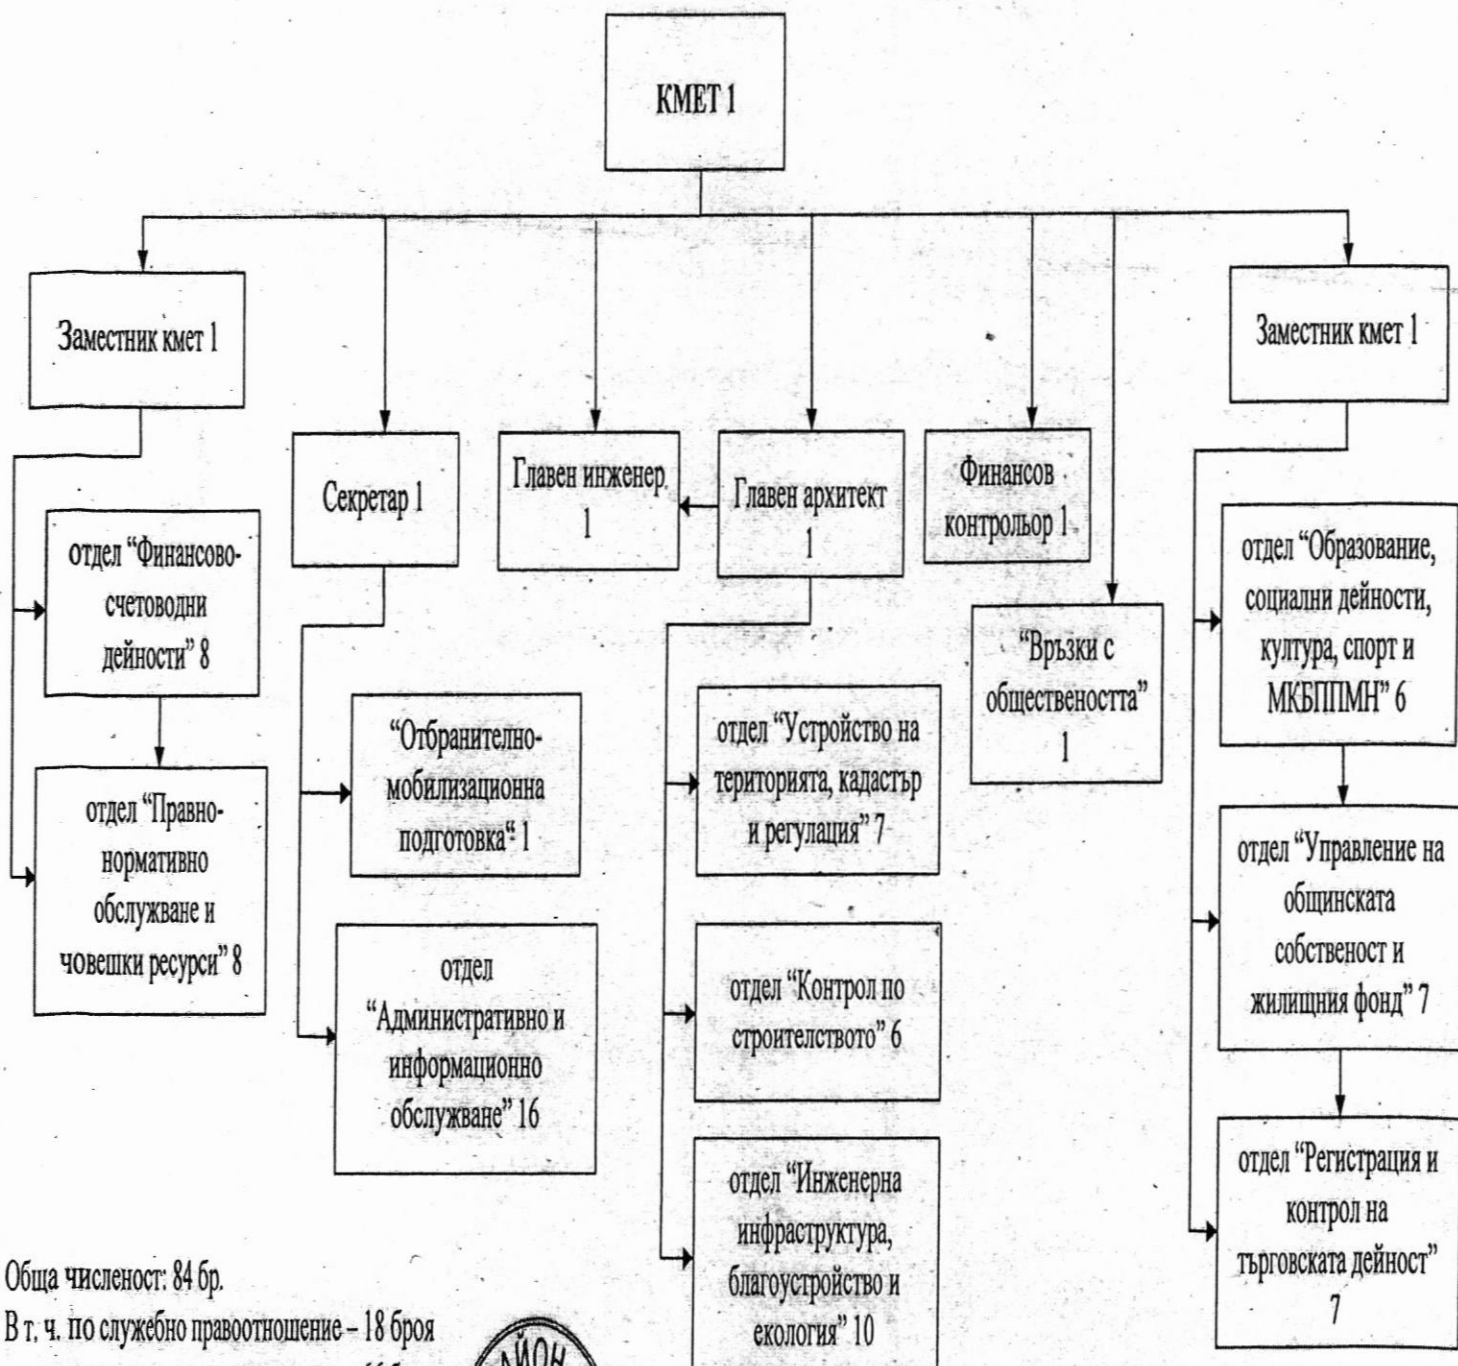 КМЕТ 1
Заместник кмет 1
Заместник кмет 1
Секретар 1
Главен инженер
1
Главен архитект
1
Финансов
контрольор 1
"Връзки с
обществеността"
1
отдел "Финансово-
счетоводни
дейности" 8
отдел "Правно-
нормативно
обслужване и
човешки ресурси" 8
"Отбранително-
мобилизационна
подготовка“ 1
отдел
"Административно и
информационно
обслужване" 16
отдел "Устройство на
територията, кадастър
и регулация" 7
отдел "Контрол по
строителството" 6
отдел "Инженерна
инфраструктура,
благоустройство и
екология" 10
отдел "Образование,
социални дейности,
култура, спорт и
МКБППМН" 6
отдел "Управление на
общинската
собственост и
жилищния фонд" 7
отдел "Регистрация и
контрол на
търговската дейност"
7
Обща численост: 84 бр.
В т. ч. по служебно правоотношение – 18 броя